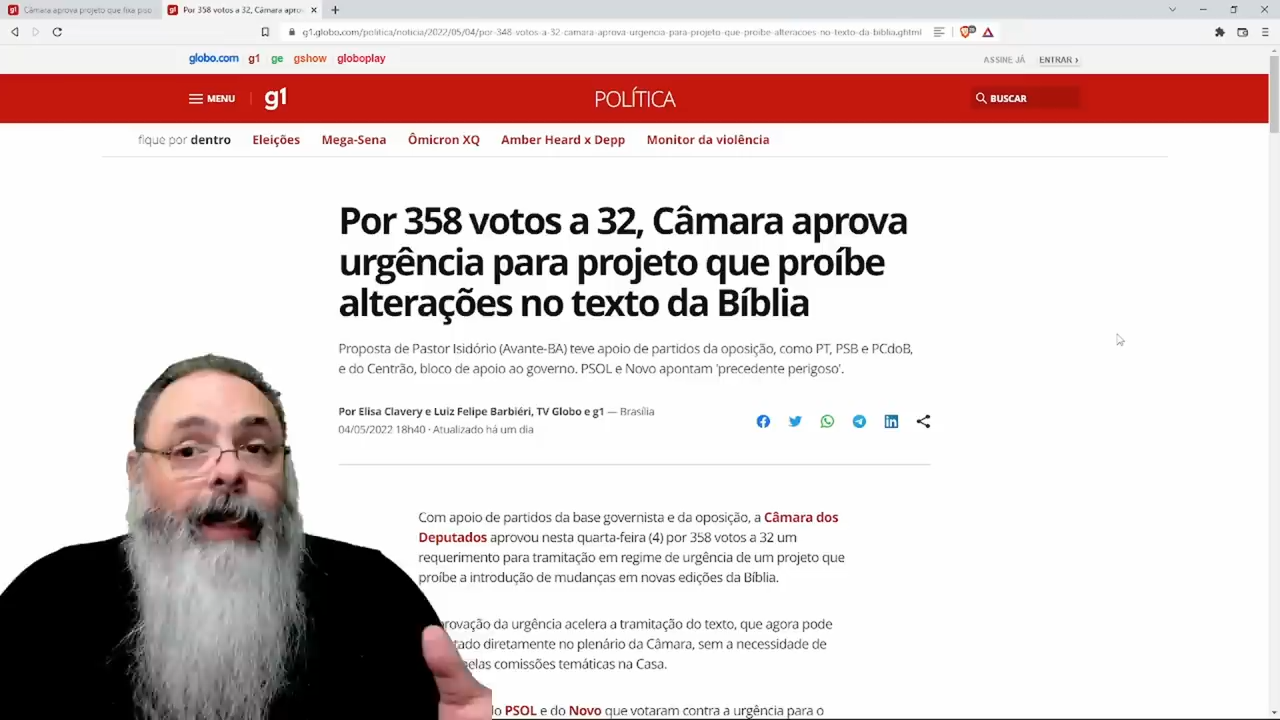 Câmara aprova projeto que fixa piso
Por 358 votos a 32, Câmara aprov
g1.globo.com/politica/noticia/2022/05/04/por-348-votos-a-32-camara-aprova-urgencia-para-projeto-que-proibe-alteracoes-no-texto-da-biblia.ghtml
globo.com g1 ge gshow globoplay ASSINE JÁ ENTRAR ›
MENU g1 POLÍTICA BUSCAR
fique por dentro Eleições Mega-Sena Ômicron XQ Amber Heard x Depp Monitor da violência
Por 358 votos a 32, Câmara aprova
urgência para projeto que proíbe
alterações no texto da Bíblia
Proposta de Pastor Isidório (Avante-BA) teve apoio de partidos da oposição, como PT, PSB e PCdoB,
e do Centrão, bloco de apoio ao governo. PSOL e Novo apontam 'precedente perigoso'.
Por Elisa Clavery e Luiz Felipe Barbiéri, TV Globo e g1 — Brasília
04/05/2022 18h40 · Atualizado há um dia
Com apoio de partidos da base governista e da oposição, a Câmara dos
Deputados aprovou nesta quarta-feira (4) por 358 votos a 32 um
requerimento para tramitação em regime de urgência de um projeto que
proíbe a introdução de mudanças em novas edições da Bíblia.
rovação da urgência acelera a tramitação do texto, que agora pode
tado diretamente no plenário da Câmara, sem a necessidade de
elas comissões temáticas na Casa.
lo PSOL e do Novo que votaram contra a urgência para o